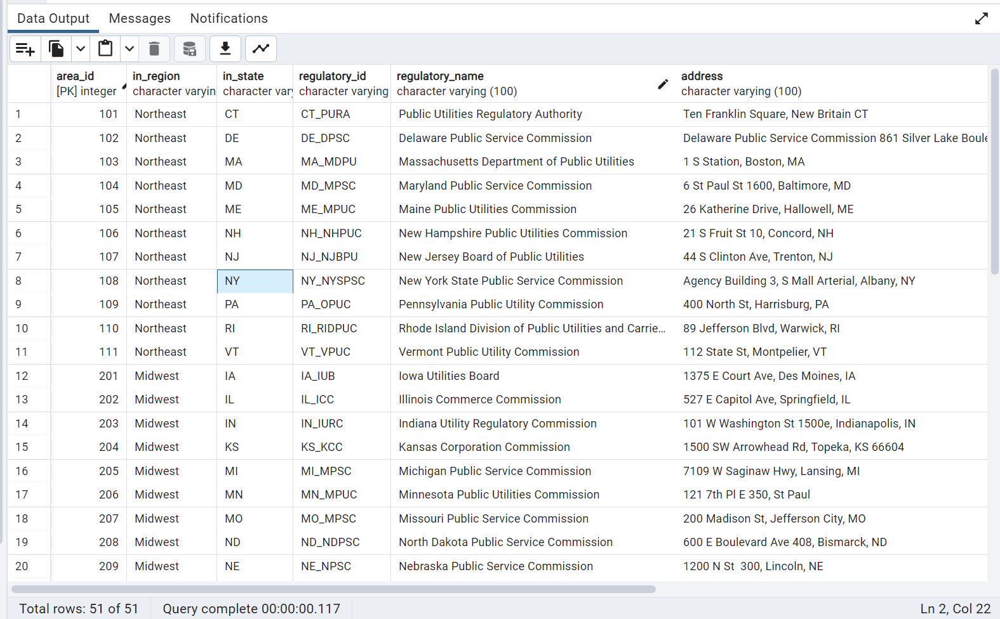 Data Output Messages Notifications
area_id in_region in_state regulatory_id regulatory_name address
[PK] integer character varyin character var character varying character varying (100) character varying (100)
1 101 Northeast CT CT_PURA Public Utilities Regulatory Authority Ten Franklin Square, New Britain CT
2 102 Northeast DE DE_DPSC Delaware Public Service Commission Delaware Public Service Commission 861 Silver Lake Boule
3 103 Northeast MA MA_MDPU Massachusetts Department of Public Utilities 1 S Station, Boston, MA
4 104 Northeast MD MD_MPSC Maryland Public Service Commission 6 St Paul St 1600, Baltimore, MD
5 105 Northeast ME ME_MPUC Maine Public Utilities Commission 26 Katherine Drive, Hallowell, ME
6 106 Northeast NH NH_NHPUC New Hampshire Public Utilities Commission 21 S Fruit St 10, Concord, NH
7 107 Northeast NJ NJ_NJBPU New Jersey Board of Public Utilities 44 S Clinton Ave, Trenton, NJ
8 108 Northeast NY NY_NYSPSC New York State Public Service Commission Agency Building 3, S Mall Arterial, Albany, NY
9 109 Northeast PA PA_OPUC Pennsylvania Public Utility Commission 400 North St, Harrisburg, PA
10 110 Northeast RI RI_RIDPUC Rhode Island Division of Public Utilities and Carrie... 89 Jefferson Blvd, Warwick, RI
11 111 Northeast VT VT_VPUC Vermont Public Utility Commission 112 State St, Montpelier, VT
12 201 Midwest IA IA_IUB Iowa Utilities Board 1375 E Court Ave, Des Moines, IA
13 202 Midwest IL IL_ICC Illinois Commerce Commission 527 E Capitol Ave, Springfield, IL
14 203 Midwest IN IN_IURC Indiana Utility Regulatory Commission 101 W Washington St 1500e, Indianapolis, IN
15 204 Midwest KS KS_KCC Kansas Corporation Commission 1500 SW Arrowhead Rd, Topeka, KS 66604
16 205 Midwest MI MI_MPSC Michigan Public Service Commission 7109 W Saginaw Hwy, Lansing, MI
17 206 Midwest MN MN_MPUC Minnesota Public Utilities Commission 121 7th Pl E 350, St Paul
18 207 Midwest MO MO_MPSC Missouri Public Service Commission 200 Madison St, Jefferson City, MO
19 208 Midwest ND ND_NDPSC North Dakota Public Service Commission 600 E Boulevard Ave 408, Bismarck, ND
20 209 Midwest NE NE_NPSC Nebraska Public Service Commission 1200 N St  300, Lincoln, NE
Total rows: 51 of 51 Query complete 00:00:00.117 Ln 2, Col 22